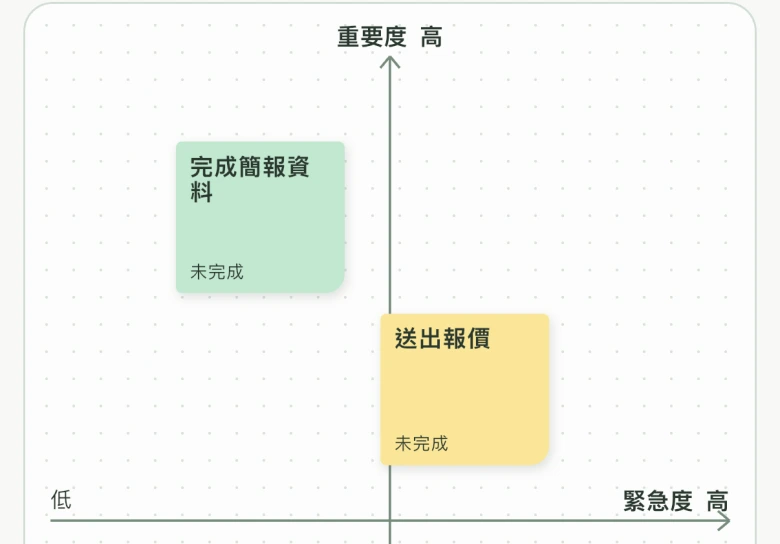 重要度 高
完成簡報資
料
未完成
送出報價
未完成
低
緊急度 高